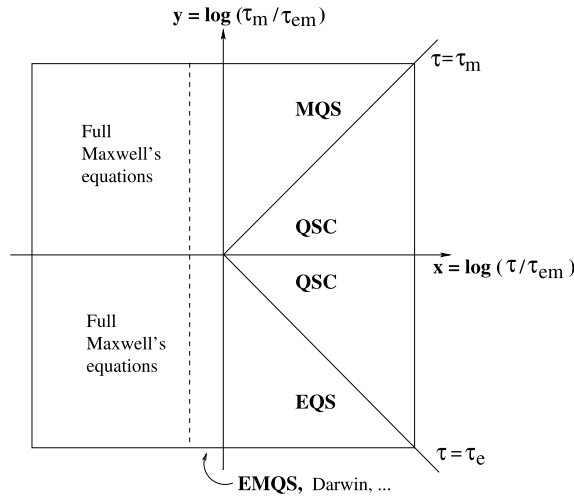 y = log (τm / τem)
τ = τm
MQS
Full
Maxwell's
equations
QSC
x = log ( τ / τem )
QSC
Full
Maxwell's
equations
EQS
τ = τe
EMQS, Darwin, ...